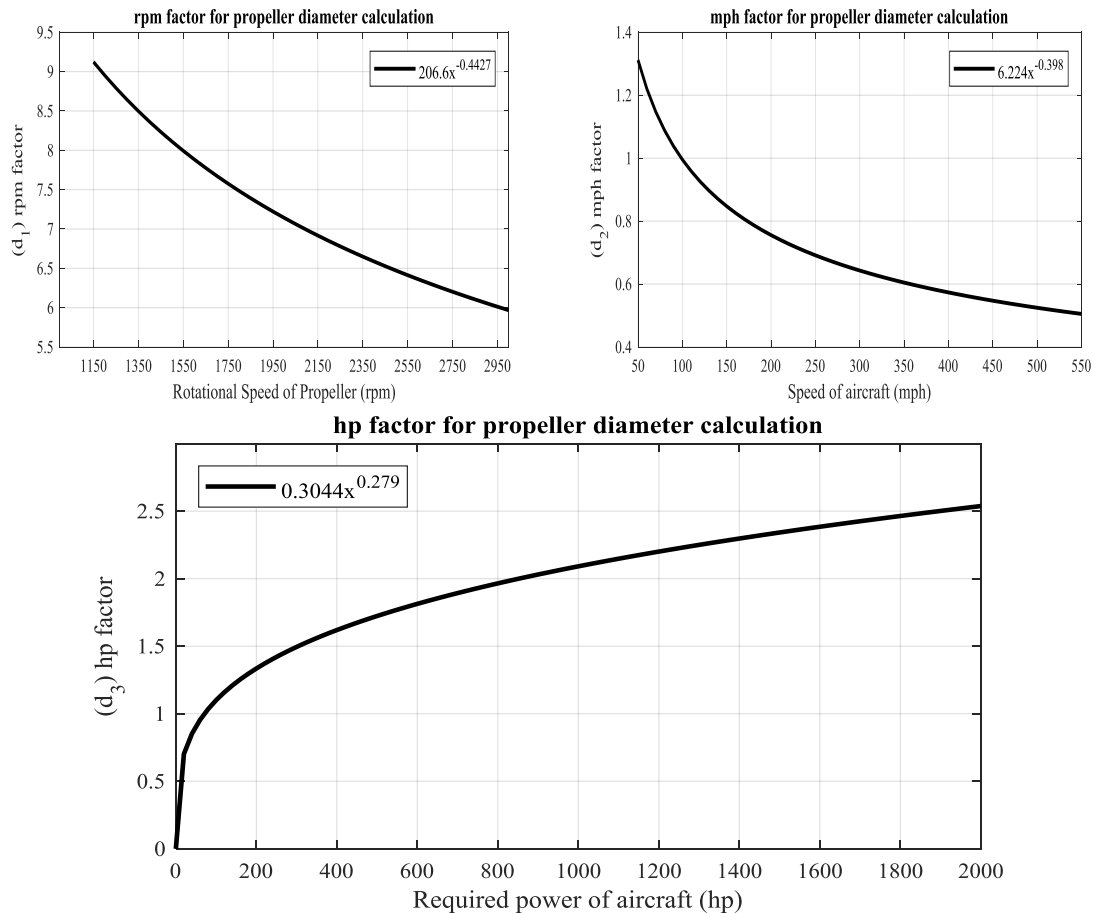 rpm factor for propeller diameter calculation
9.5
9
8.5
8
7.5
7
6.5
6
5.5
(d₁) rpm factor
206.6x^-0.4427
1150 1350 1550 1750 1950 2150 2350 2550 2750 2950
Rotational Speed of Propeller (rpm)
mph factor for propeller diameter calculation
1.4
1.2
1
0.8
0.6
0.4
(d₂) mph factor
6.224x^-0.398
50 100 150 200 250 300 350 400 450 500 550
Speed of aircraft (mph)
hp factor for propeller diameter calculation
2.5
2
1.5
1
0.5
0
(d₃) hp factor
0.3044x^0.279
0 200 400 600 800 1000 1200 1400 1600 1800 2000
Required power of aircraft (hp)